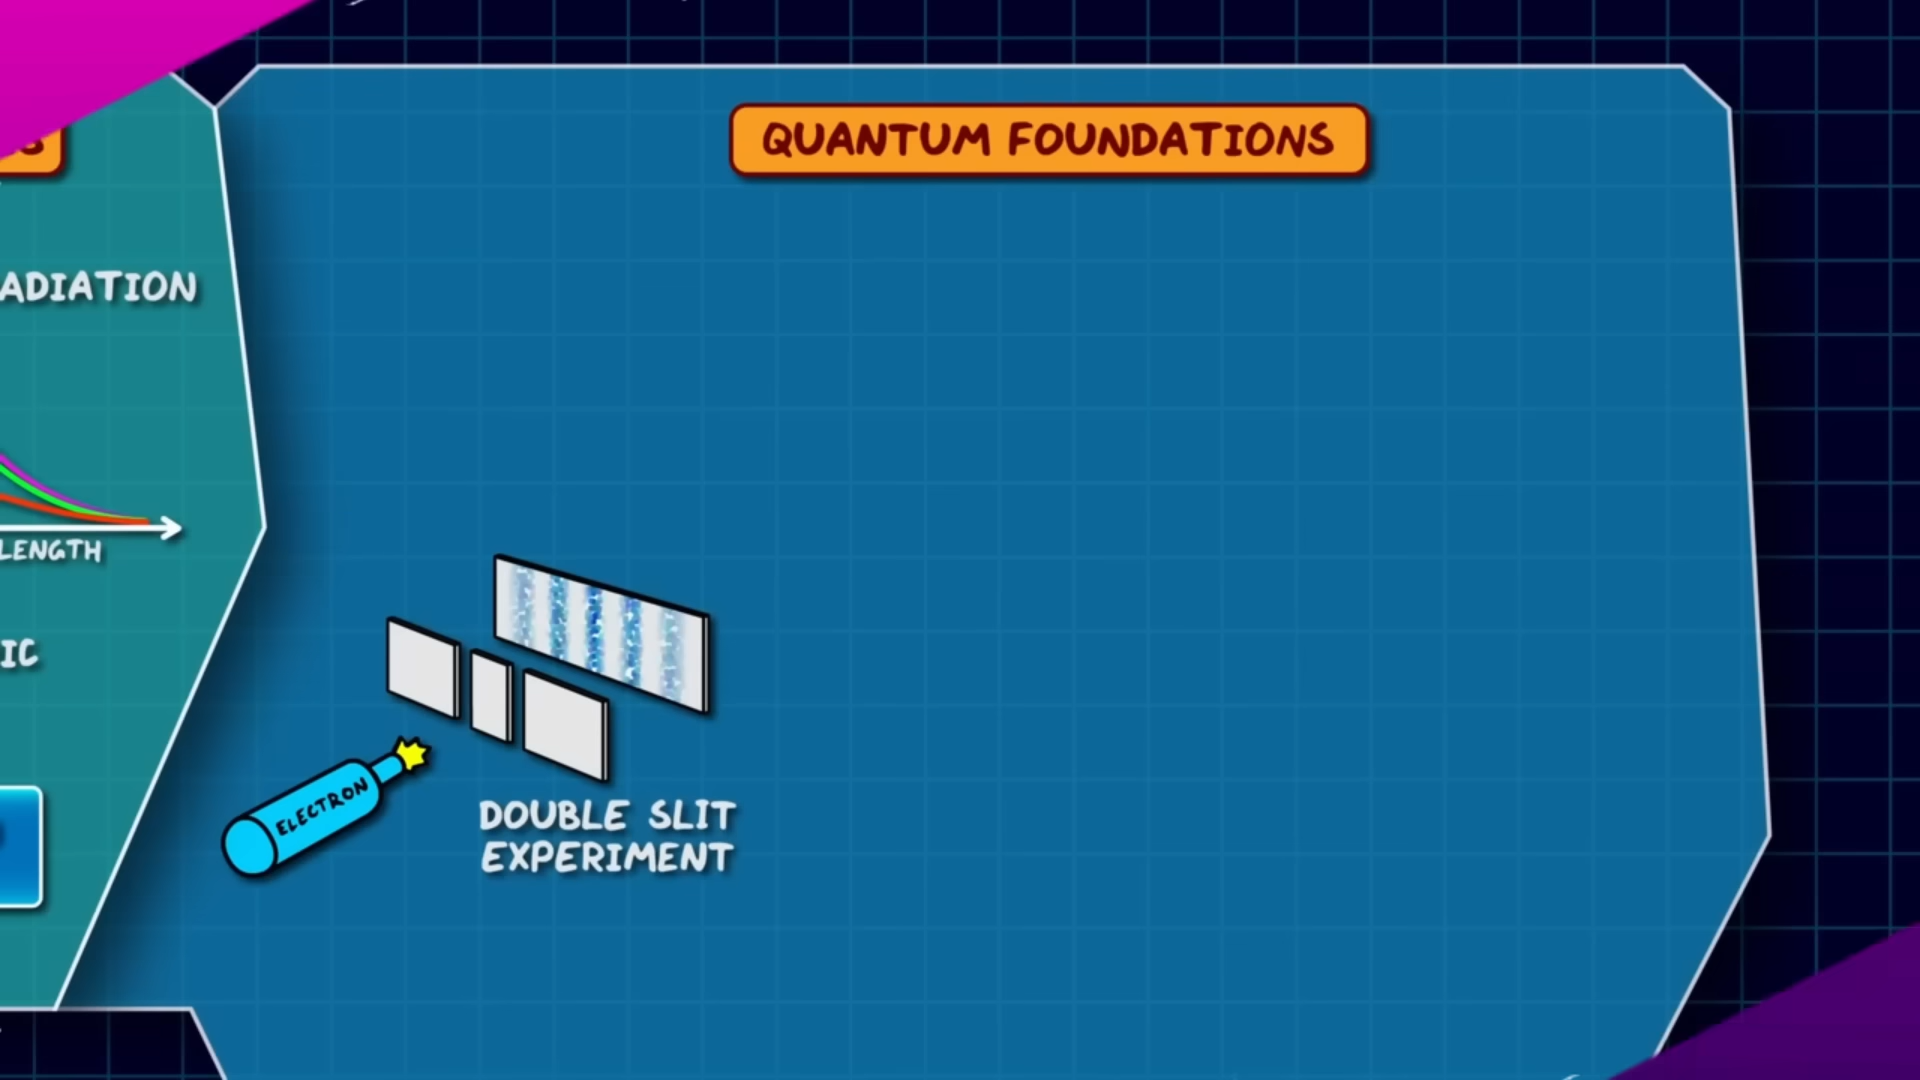 QUANTUM FOUNDATIONS
ADIATION
LENGTH
IC
ELECTRON
DOUBLE SLIT
EXPERIMENT